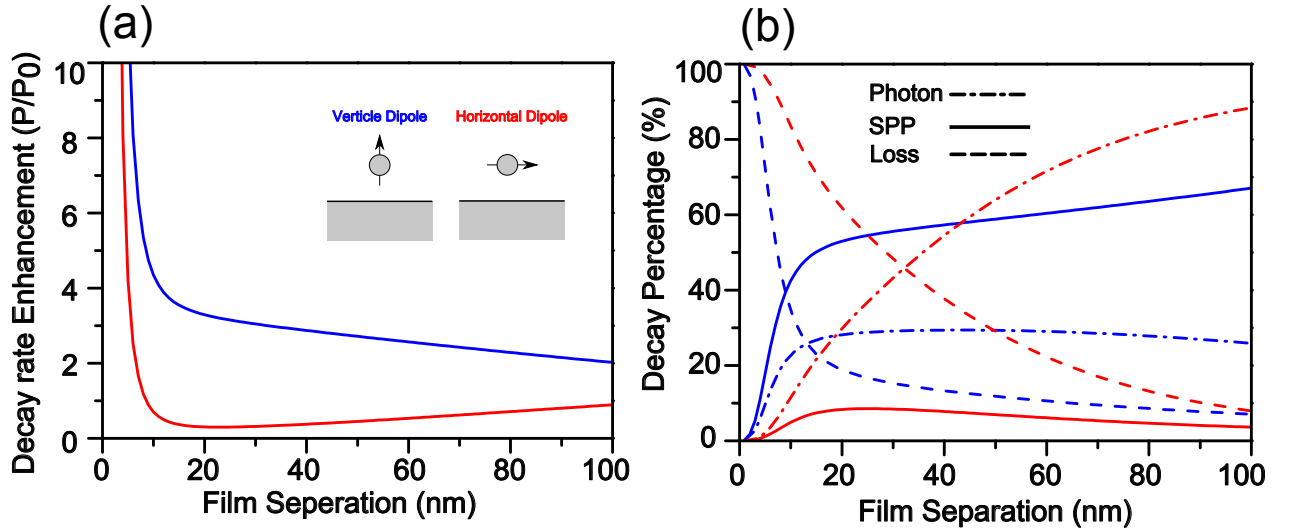 (a)
Decay rate Enhancement (P/P0)
10
8
6
4
2
0
Verticle Dipole
Horizontal Dipole
0 20 40 60 80 100
Film Seperation (nm)
(b)
Decay Percentage (%)
100
80
60
40
20
0
Photon
SPP
Loss
0 20 40 60 80 100
Film Separation (nm)